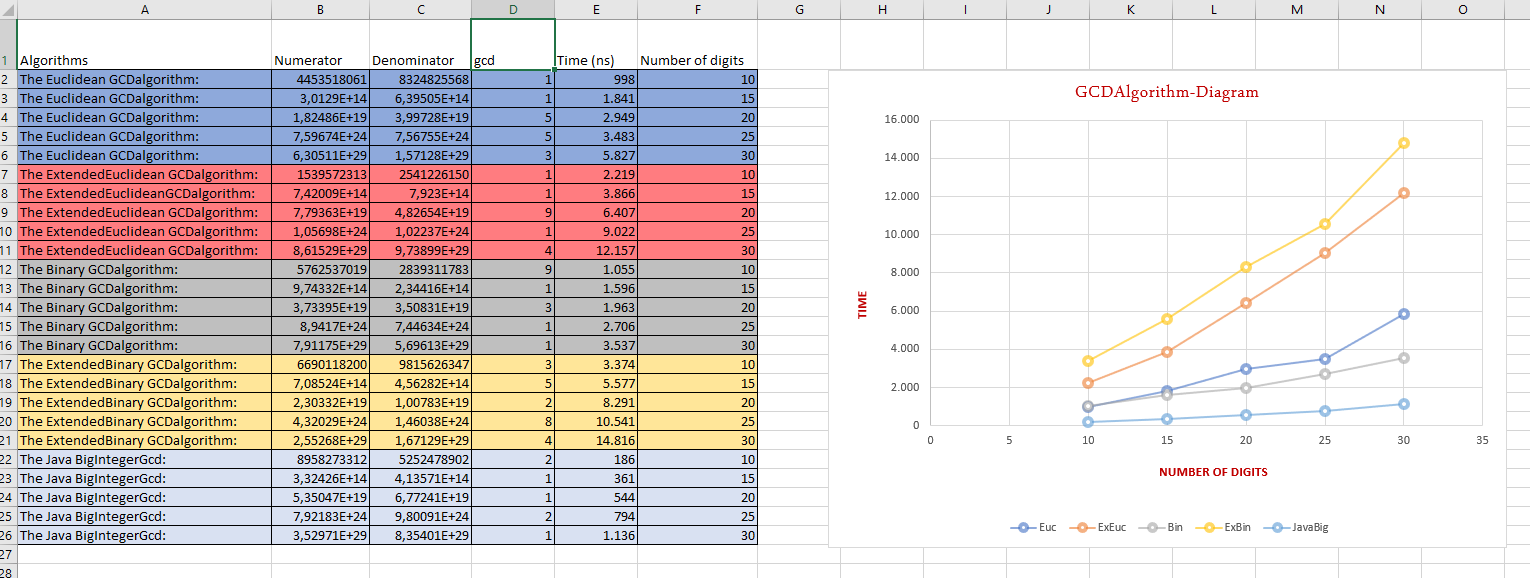 A B C D E F G H I J K L M N O
1 Algorithms Numerator Denominator gcd Time (ns) Number of digits
2 The Euclidean GCDalgorithm: 4453518061 8324825568 1 998 10
3 The Euclidean GCDalgorithm: 3,0129E+14 6,39505E+14 1 1.841 15
4 The Euclidean GCDalgorithm: 1,82486E+19 3,99728E+19 5 2.949 20
5 The Euclidean GCDalgorithm: 7,59674E+24 7,56755E+24 5 3.483 25
6 The Euclidean GCDalgorithm: 6,30511E+29 1,57128E+29 3 5.827 30
7 The ExtendedEuclidean GCDalgorithm: 1539572313 2541226150 1 2.219 10
8 The ExtendedEuclideanGCDalgorithm: 7,42009E+14 7,923E+14 1 3.866 15
9 The ExtendedEuclidean GCDalgorithm: 7,79363E+19 4,82654E+19 9 6.407 20
10 The ExtendedEuclidean GCDalgorithm: 1,05698E+24 1,02237E+24 1 9.022 25
11 The ExtendedEuclidean GCDalgorithm: 8,61529E+29 9,73899E+29 4 12.157 30
12 The Binary GCDalgorithm: 5762537019 2839311783 9 1.055 10
13 The Binary GCDalgorithm: 9,74332E+14 2,34416E+14 1 1.596 15
14 The Binary GCDalgorithm: 3,73395E+19 3,50831E+19 3 1.963 20
15 The Binary GCDalgorithm: 8,9417E+24 7,44634E+24 1 2.706 25
16 The Binary GCDalgorithm: 7,91175E+29 5,69613E+29 1 3.537 30
17 The ExtendedBinary GCDalgorithm: 6690118200 9815626347 3 3.374 10
18 The ExtendedBinary GCDalgorithm: 7,08524E+14 4,56282E+14 5 5.577 15
19 The ExtendedBinary GCDalgorithm: 2,30332E+19 1,00783E+19 2 8.291 20
20 The ExtendedBinary GCDalgorithm: 4,32029E+24 1,46038E+24 8 10.541 25
21 The ExtendedBinary GCDalgorithm: 2,55268E+29 1,67129E+29 4 14.816 30
22 The Java BigIntegerGcd: 8958273312 5252478902 2 186 10
23 The Java BigIntegerGcd: 3,32426E+14 4,13571E+14 1 361 15
24 The Java BigIntegerGcd: 5,35047E+19 6,77241E+19 1 544 20
25 The Java BigIntegerGcd: 7,92183E+24 9,80091E+24 2 794 25
26 The Java BigIntegerGcd: 3,52971E+29 8,35401E+29 1 1.136 30
27
28
GCDAlgorithm-Diagram
16.000
14.000
12.000
10.000
8.000
6.000
4.000
2.000
0
TIME
0 5 10 15 20 25 30 35
NUMBER OF DIGITS
Euc ExEuc Bin ExBin JavaBig